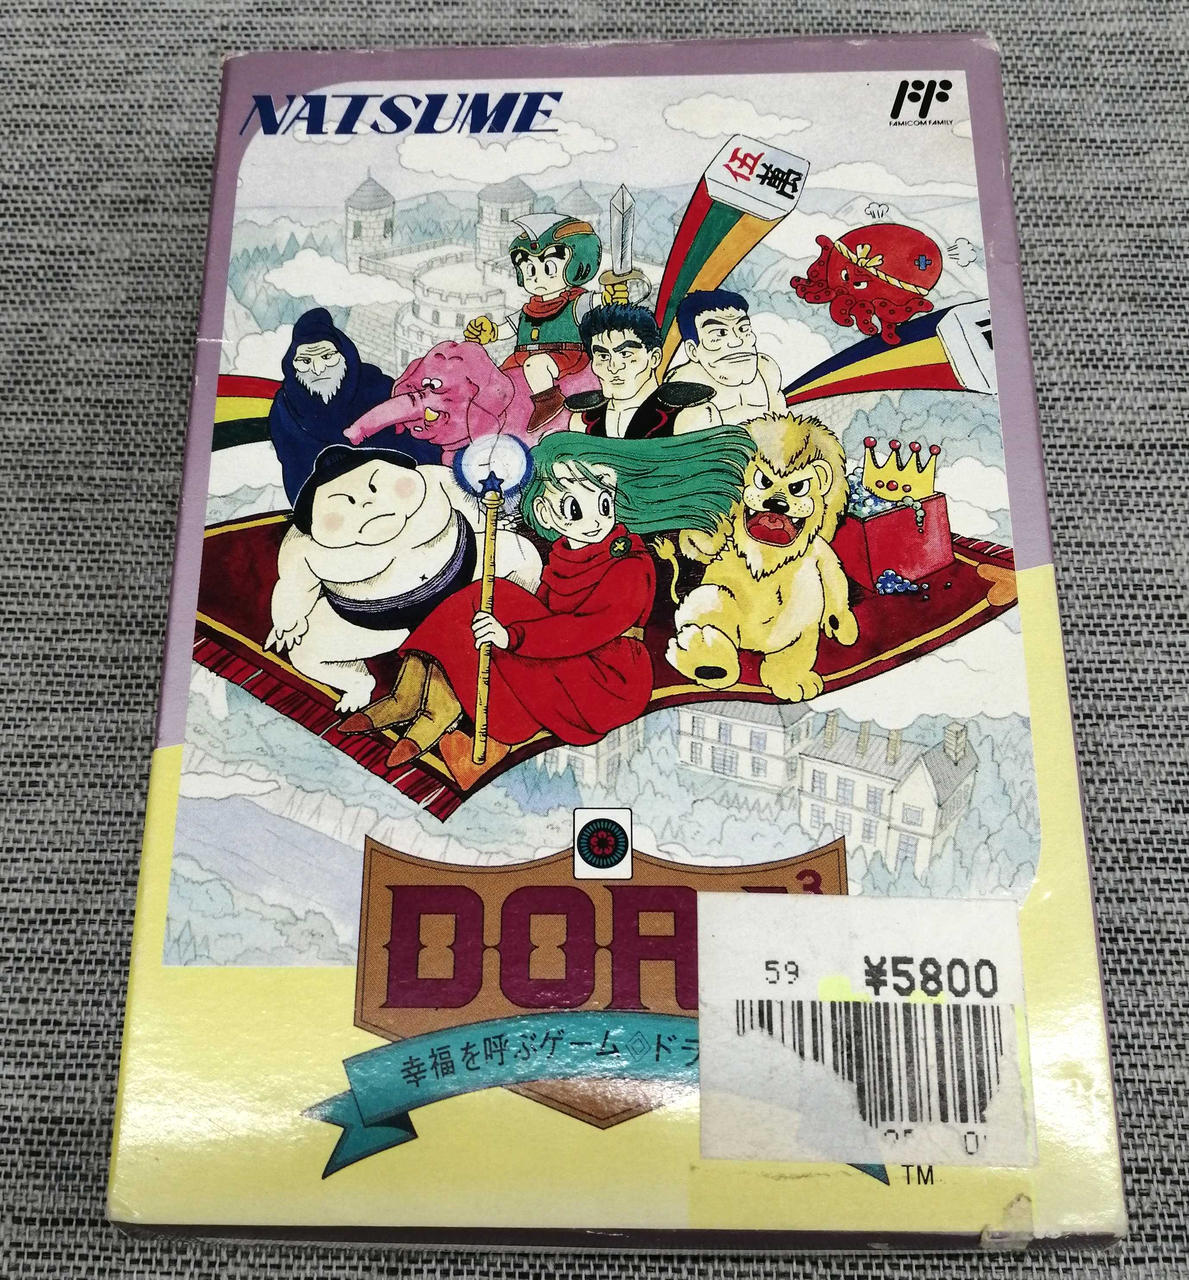 NATSUME
FAMICOM FAMILY
伍萬
3
DOR
幸福を呼ぶゲーム◇ドラ
59 ¥5800
TM